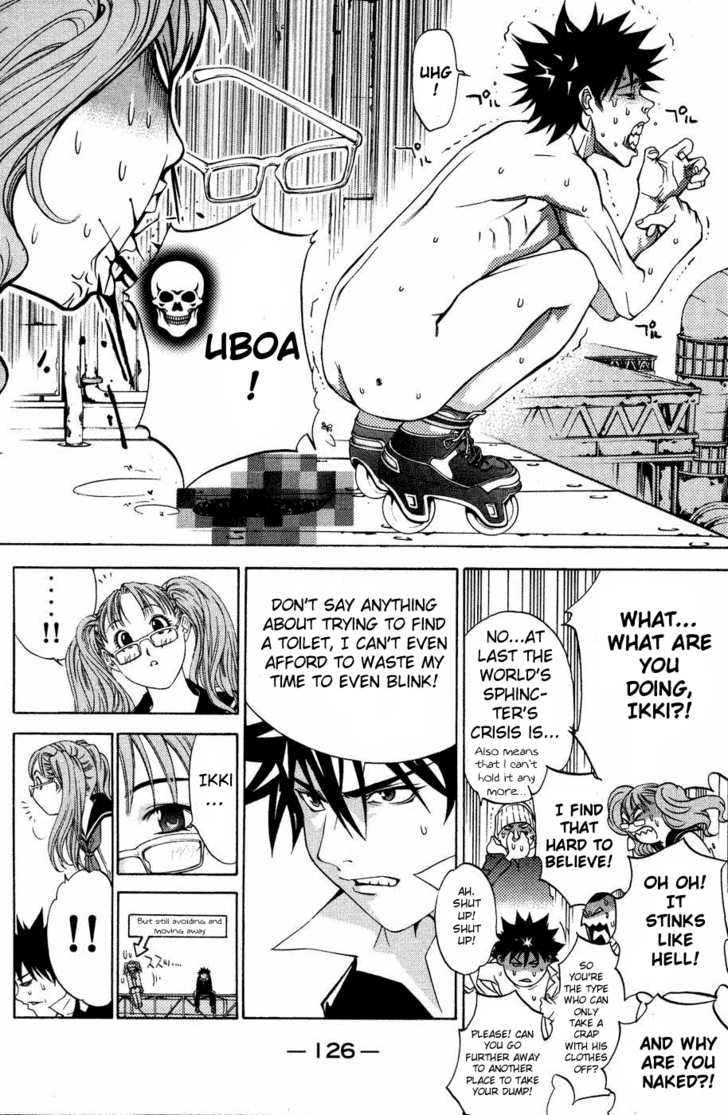 UHG
!
プル
プル
プル
プル
UBOA
!
WHAT...
WHAT ARE
YOU
DOING,
IKKI?!
NO...AT
LAST THE
WORLD'S
SPHINC-
TER'S
CRISIS IS...
Also means
that I can't
hold it any
more...
I FIND
THAT
HARD TO
BELIEVE!
OH OH!
IT
STINKS
LIKE
HELL!
AH.
SHUT
UP!
SHUT
UP!
SO
YOU'RE
THE TYPE
WHO CAN
ONLY
TAKE A
CRAP
WITH HIS
CLOTHES
OFF?
PLEASE! CAN
YOU GO
FURTHER AWAY
TO ANOTHER
PLACE TO TAKE
YOUR DUMP!
AND WHY
ARE YOU
NAKED?!
DON'T SAY ANYTHING
ABOUT TRYING TO FIND
A TOILET, I CAN'T EVEN
AFFORD TO WASTE MY
TIME TO EVEN BLINK!
......
!!
IKKI
...
But still avoiding and
moving away
ススス....
!!
— 126 —